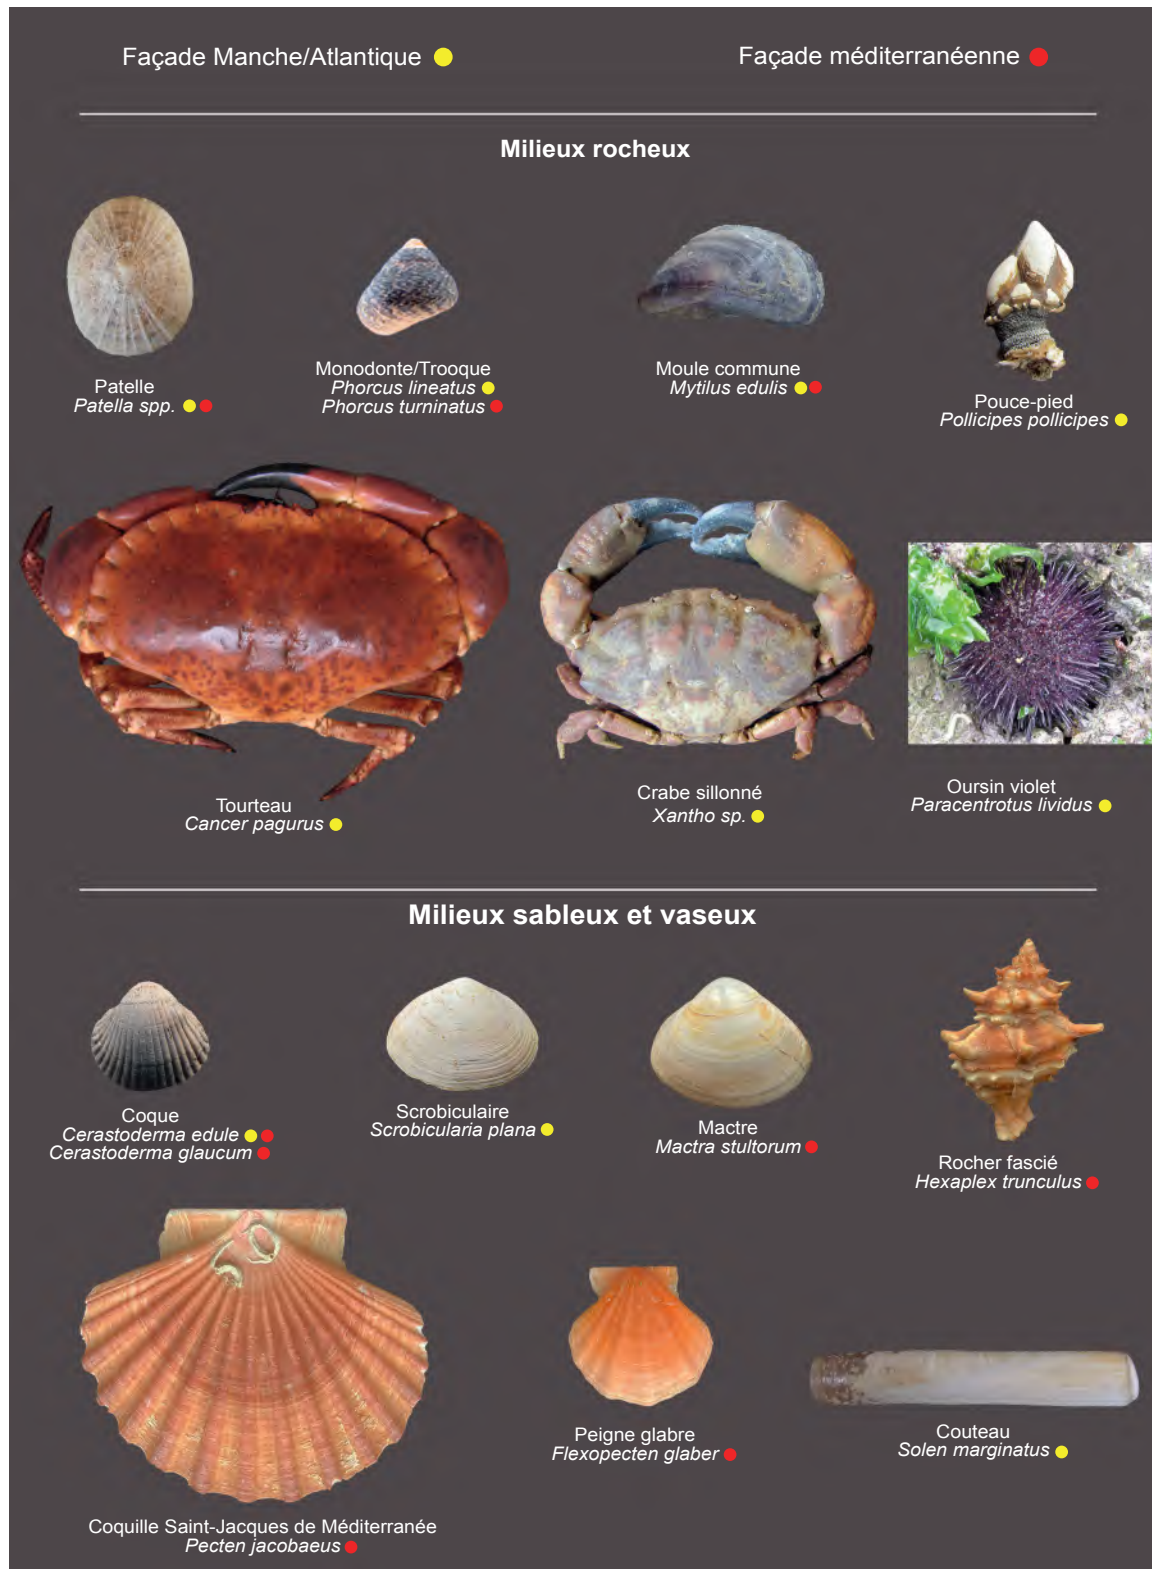 Façade Manche/Atlantique
Façade méditerranéenne
Milieux rocheux
Patelle
Patella spp.
Monodonte/Trooque
Phorcus lineatus
Phorcus turninatus
Moule commune
Mytilus edulis
Pouce-pied
Pollicipes pollicipes
Tourteau
Cancer pagurus
Crabe sillonné
Xantho sp.
Oursin violet
Paracentrotus lividus
Milieux sableux et vaseux
Coque
Cerastoderma edule
Cerastoderma glaucum
Scrobiculaire
Scrobicularia plana
Mactre
Mactra stultorum
Rocher fascié
Hexaplex trunculus
Coquille Saint-Jacques de Méditerranée
Pecten jacobaeus
Peigne glabre
Flexopecten glaber
Couteau
Solen marginatus